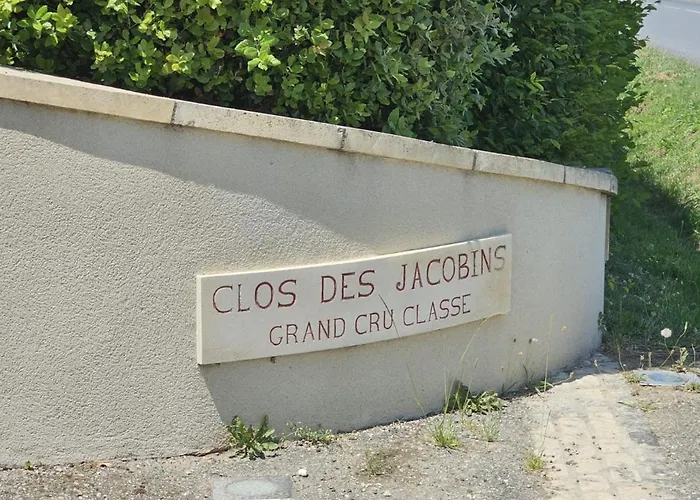 CLOS DES JACOBINS
GRAND CRU CLASSE